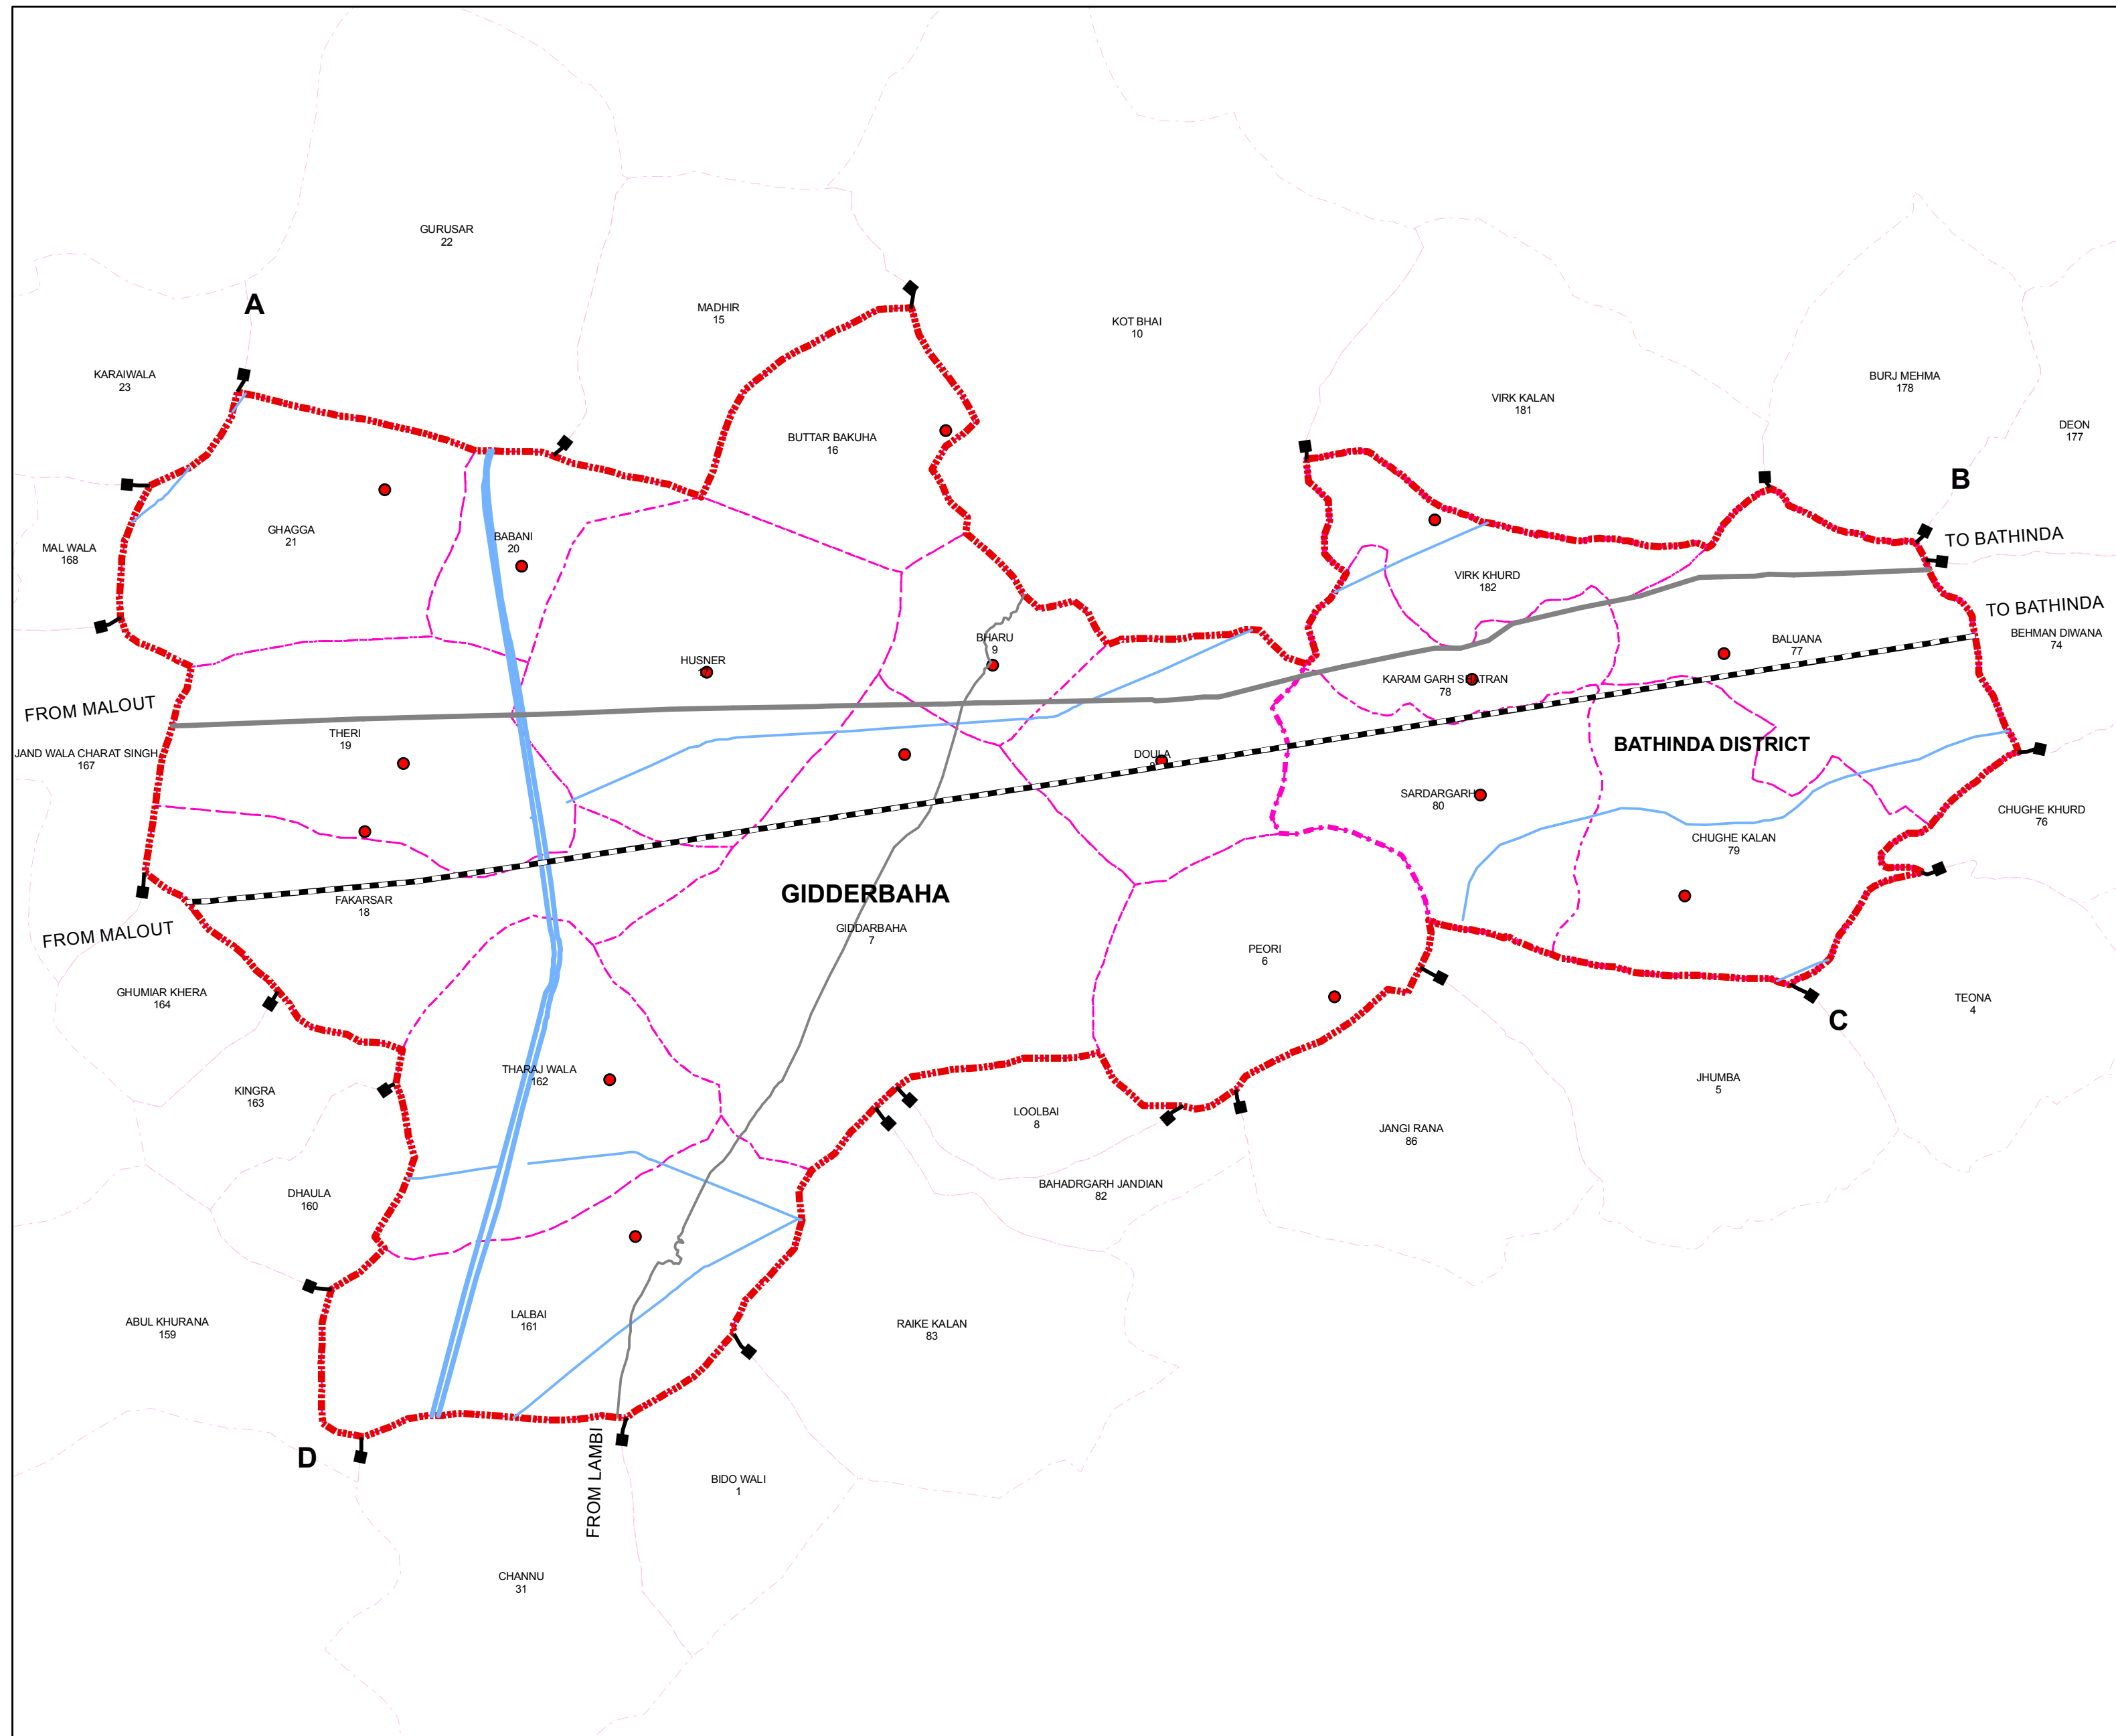 GURUSAR
22
A
MADHIR
15
KOT BHAI
10
KARAIWALA
23
BURJ MEHMA
178
VIRK KALAN
181
DEON
177
BUTTAR BAKUHA
16
B
GHAGGA
21
BABANI
20
TO BATHINDA
MAL WALA
168
VIRK KHURD
182
TO BATHINDA
BEHMAN DIWANA
74
BHARU
9
BALUANA
77
HUSNER
KARAM GARH S
TRAN
78
FROM MALOUT
THERI
19
JAND WALA CHARAT SINGH
167
BATHINDA DISTRICT
DOULA
SARDARGARH
80
CHUGHE KHURD
76
CHUGHE KALAN
79
GIDDERBAHA
FAKARSAR
18
FROM MALOUT
GIDDARBAHA
7
PEORI
6
GHUMIAR KHERA
164
TEONA
4
C
THARAJ WALA
162
KINGRA
163
JHUMBA
5
LOOLBAI
8
JANGI RANA
86
BAHADRGARH JANDIAN
82
DHAULA
160
LALBAI
161
ABUL KHURANA
159
RAIKE KALAN
83
D
FROM LAMBI
BIDO WALI
1
CHANNU
31